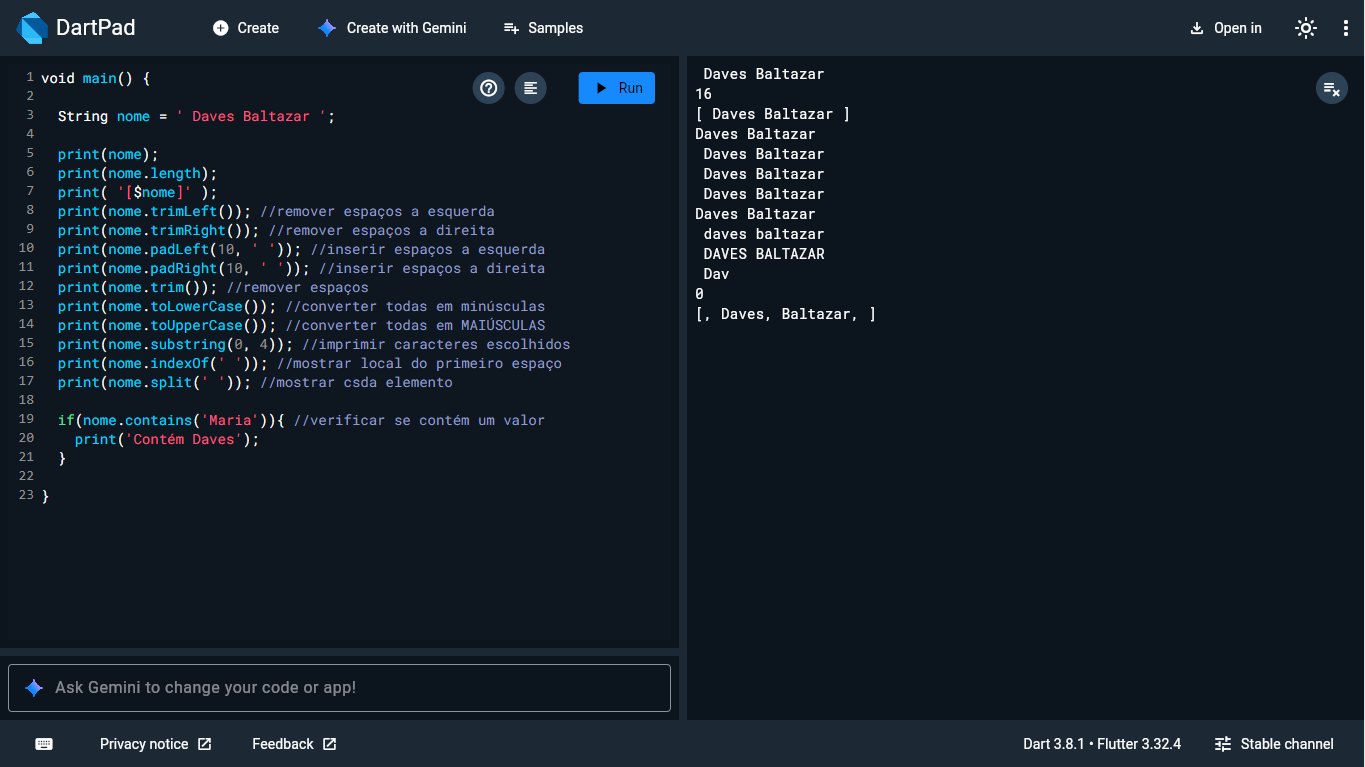 DartPad Create Create with Gemini Samples Open in
1 void main() {
2
3 String nome = ' Daves Baltazar ';
4
5 print(nome);
6 print(nome.length);
7 print( '[$nome]' );
8 print(nome.trimLeft()); //remover espaços a esquerda
9 print(nome.trimRight()); //remover espaços a direita
10 print(nome.padLeft(10, ' ')); //inserir espaços a esquerda
11 print(nome.padRight(10, ' ')); //inserir espaços a direita
12 print(nome.trim()); //remover espaços
13 print(nome.toLowerCase()); //converter todas em minúsculas
14 print(nome.toUpperCase()); //converter todas em MAIÚSCULAS
15 print(nome.substring(0, 4)); //imprimir caracteres escolhidos
16 print(nome.indexOf(' ')); //mostrar local do primeiro espaço
17 print(nome.split(' ')); //mostrar csda elemento
18
19 if(nome.contains('Maria')){ //verificar se contém um valor
20 print('Contém Daves');
21 }
22
23 }
Run
Ask Gemini to change your code or app!
Daves Baltazar
16
[ Daves Baltazar ]
Daves Baltazar
Daves Baltazar
Daves Baltazar
Daves Baltazar
Daves Baltazar
daves baltazar
DAVES BALTAZAR
Dav
0
[, Daves, Baltazar, ]
Privacy notice Feedback Dart 3.8.1 • Flutter 3.32.4 Stable channel